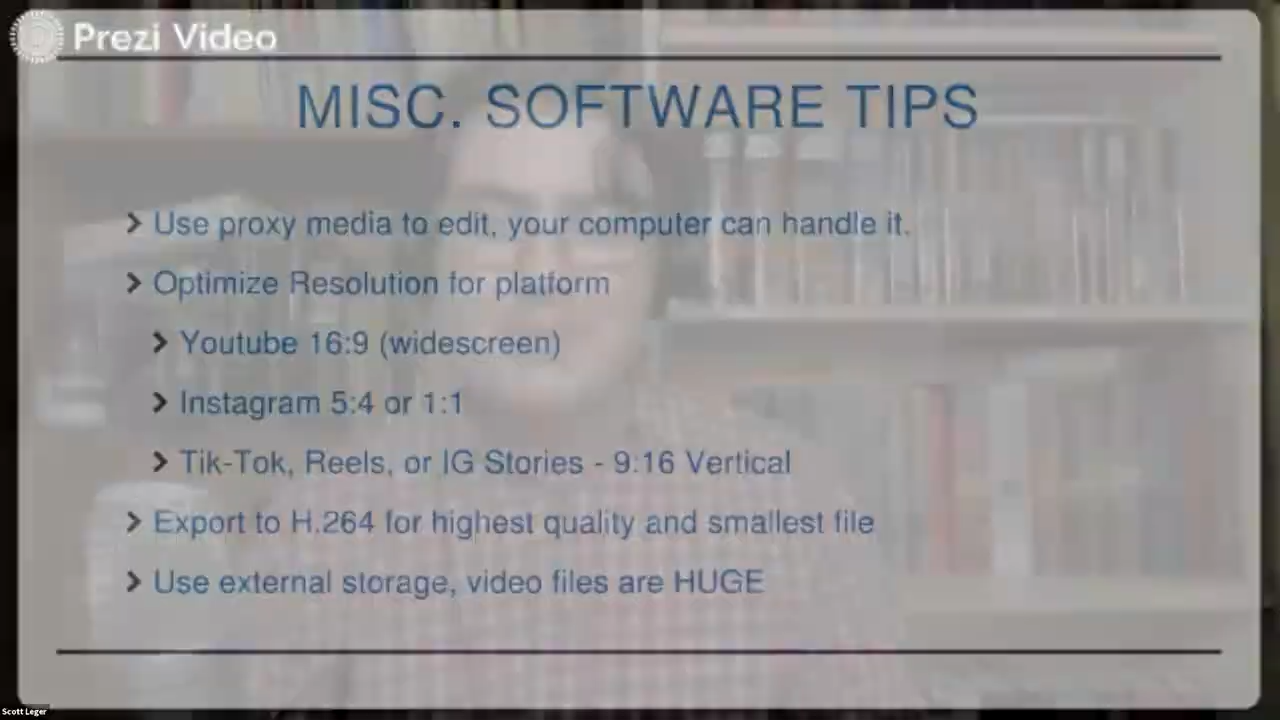 Prezi Video
MISC. SOFTWARE TIPS
Use proxy media to edit, your computer can handle it.
Optimize Resolution for platform
Youtube 16:9 (widescreen)
Instagram 5:4 or 1:1
Tik-Tok, Reels, or IG Stories - 9:16 Vertical
Export to H.264 for highest quality and smallest file
Use external storage, video files are HUGE
Scott Leger